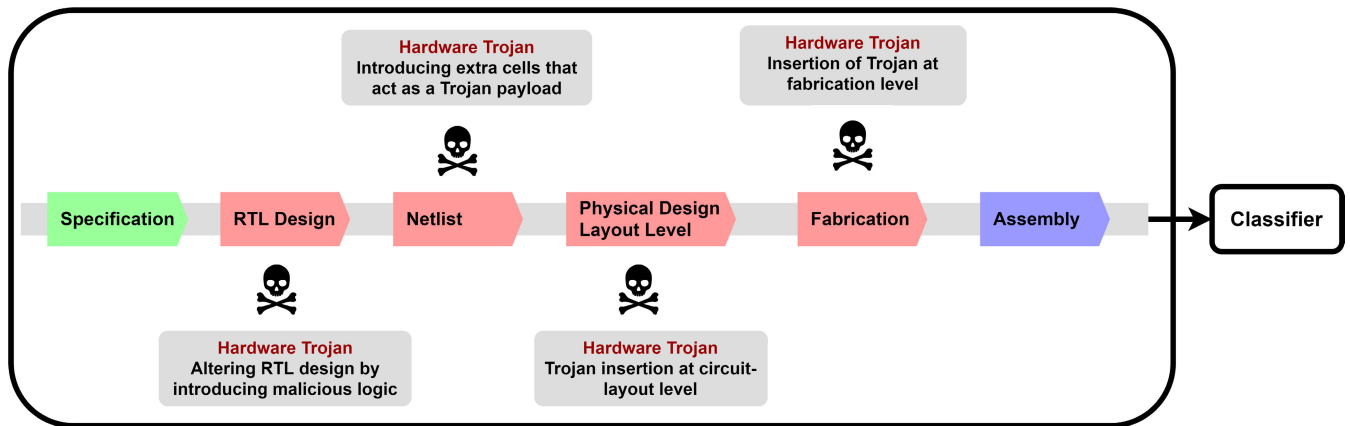 Hardware Trojan
Introducing extra cells that
act as a Trojan payload
Hardware Trojan
Insertion of Trojan at
fabrication level
Specification
RTL Design
Netlist
Physical Design
Layout Level
Fabrication
Assembly
Classifier
Hardware Trojan
Altering RTL design by
introducing malicious logic
Hardware Trojan
Trojan insertion at circuit-
layout level